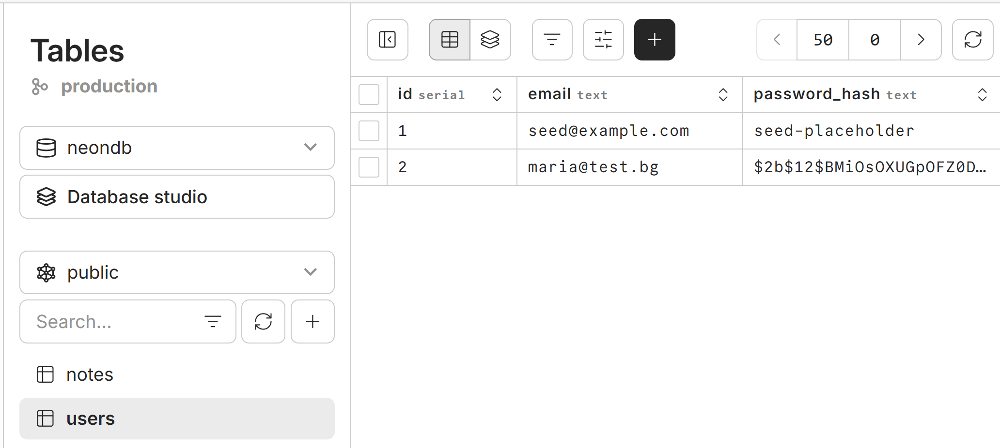 Tables
production
neondb
Database studio
public
Search...
notes
users
50 0
id serial email text password_hash text
1 seed@example.com seed-placeholder
2 maria@test.bg $2b$12$BMiOsOXUGpOFZ0D…